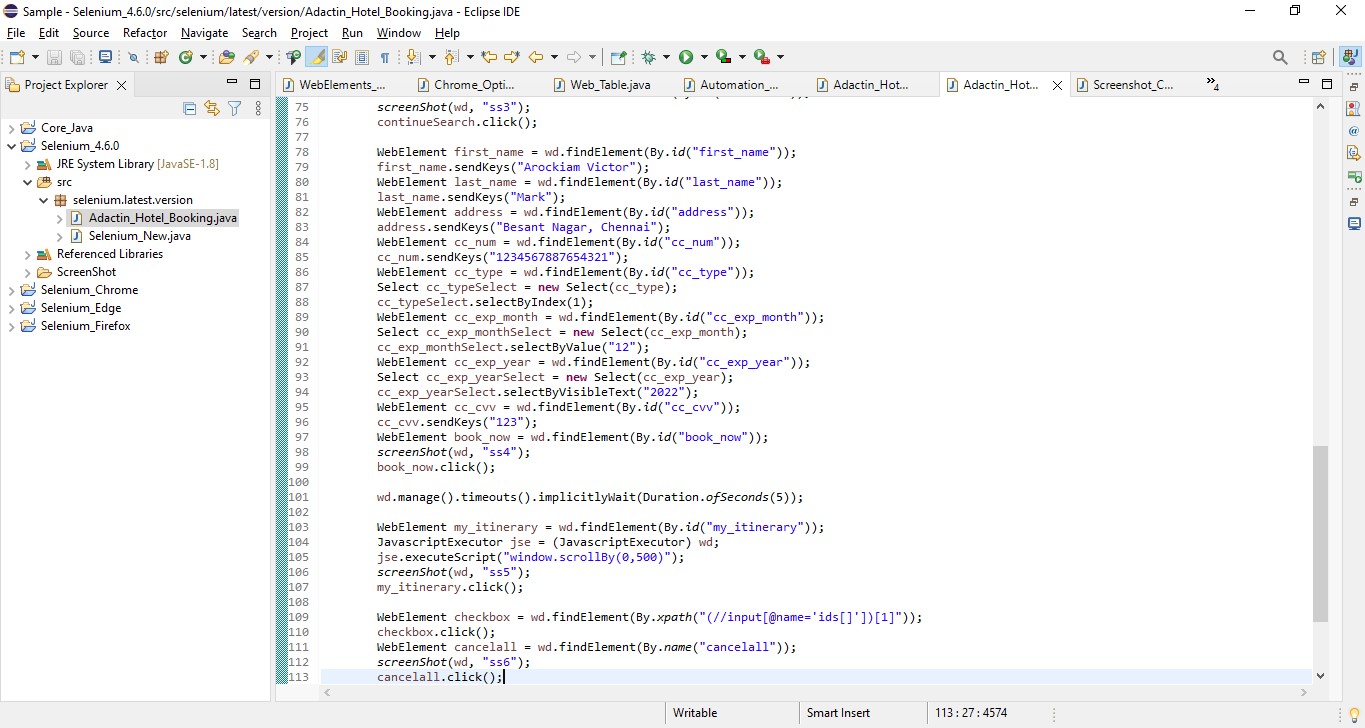 Sample - Selenium_4.6.0/src/selenium/latest/version/Adactin_Hotel_Booking.java - Eclipse IDE
File Edit Source Refactor Navigate Search Project Run Window Help
Project Explorer
WebElements_... Chrome_Opti... Web_Table.java Automation_... Adactin_Hot... Adactin_Hot... Screenshot_C... »4
Core_Java
Selenium_4.6.0
JRE System Library [JavaSE-1.8]
src
selenium.latest.version
Adactin_Hotel_Booking.java
Selenium_New.java
Referenced Libraries
ScreenShot
Selenium_Chrome
Selenium_Edge
Selenium_Firefox
75 screenShot(wd, "ss3");
76 continueSearch.click();
77
78 WebElement first_name = wd.findElement(By.id("first_name"));
79 first_name.sendKeys("Arockiam Victor");
80 WebElement last_name = wd.findElement(By.id("last_name"));
81 last_name.sendKeys("Mark");
82 WebElement address = wd.findElement(By.id("address"));
83 address.sendKeys("Besant Nagar, Chennai");
84 WebElement cc_num = wd.findElement(By.id("cc_num"));
85 cc_num.sendKeys("1234567887654321");
86 WebElement cc_type = wd.findElement(By.id("cc_type"));
87 Select cc_typeSelect = new Select(cc_type);
88 cc_typeSelect.selectByIndex(1);
89 WebElement cc_exp_month = wd.findElement(By.id("cc_exp_month"));
90 Select cc_exp_monthSelect = new Select(cc_exp_month);
91 cc_exp_monthSelect.selectByValue("12");
92 WebElement cc_exp_year = wd.findElement(By.id("cc_exp_year"));
93 Select cc_exp_yearSelect = new Select(cc_exp_year);
94 cc_exp_yearSelect.selectByVisibleText("2022");
95 WebElement cc_cvv = wd.findElement(By.id("cc_cvv"));
96 cc_cvv.sendKeys("123");
97 WebElement book_now = wd.findElement(By.id("book_now"));
98 screenShot(wd, "ss4");
99 book_now.click();
100
101 wd.manage().timeouts().implicitlyWait(Duration.ofSeconds(5));
102
103 WebElement my_itinerary = wd.findElement(By.id("my_itinerary"));
104 JavascriptExecutor jse = (JavascriptExecutor) wd;
105 jse.executeScript("window.scrollBy(0,500)");
106 screenShot(wd, "ss5");
107 my_itinerary.click();
108
109 WebElement checkbox = wd.findElement(By.xpath("(//input[@name='ids[]'])[1]"));
110 checkbox.click();
111 WebElement cancelall = wd.findElement(By.name("cancelall"));
112 screenShot(wd, "ss6");
113 cancelall.click();
Writable Smart Insert 113 : 27 : 4574